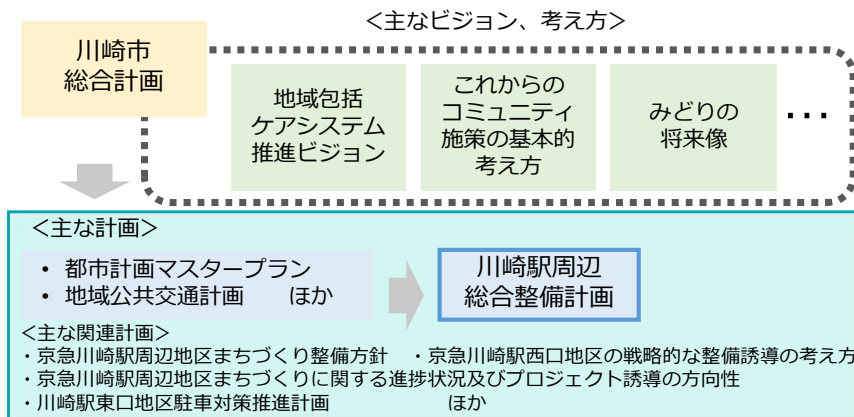 <主なビジョン、考え方>
川崎市
総合計画
地域包括
ケアシステム
推進ビジョン
これからの
コミュニティ
施策の基本的
考え方
みどりの
将来像
・・・
<主な計画>
• 都市計画マスタープラン
• 地域公共交通計画　ほか
川崎駅周辺
総合整備計画
<主な関連計画>
・京急川崎駅周辺地区まちづくり整備方針　・京急川崎駅西口地区の戦略的な整備誘導の考え方
・京急川崎駅周辺地区まちづくりに関する進捗状況及びプロジェクト誘導の方向性
・川崎駅東口地区駐車対策推進計画　ほか